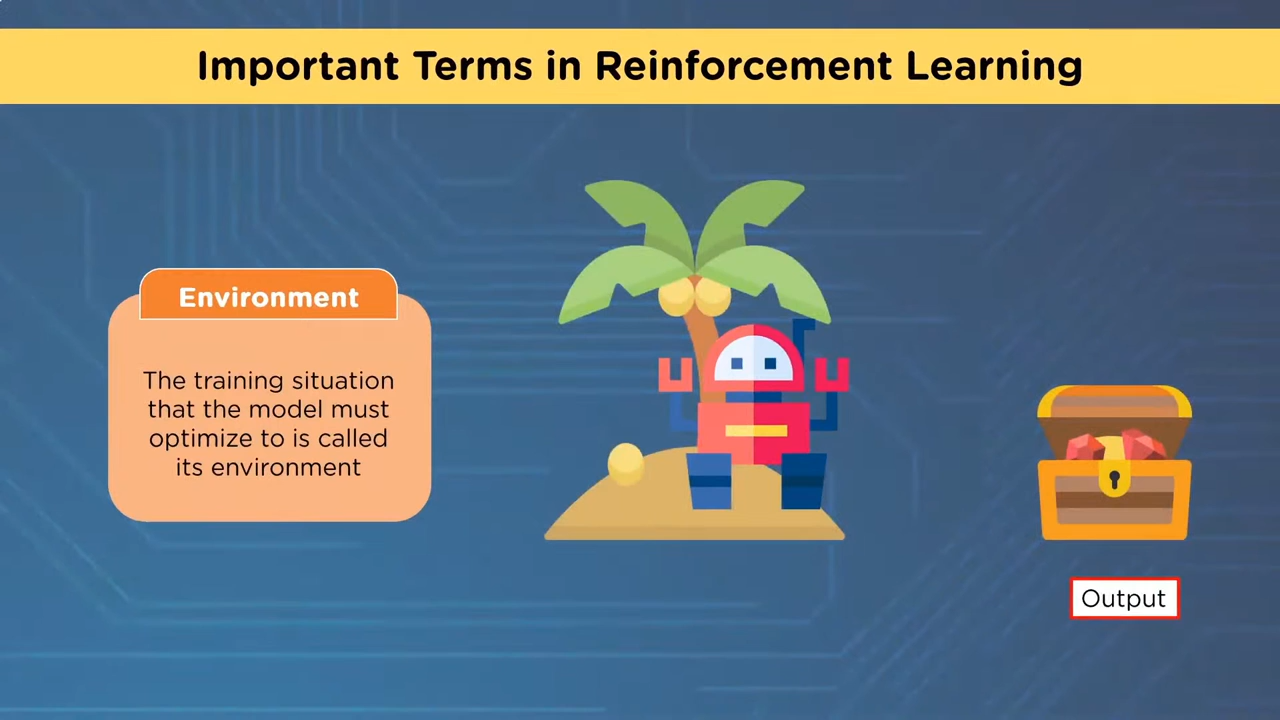 Important Terms in Reinforcement Learning
Environment
The training situation
that the model must
optimize to is called
its environment
Output